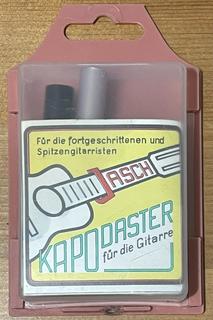 Für die fortgeschrittenen und
Spitzengitarristen
JASCH
KAPODASTER
für die Gitarre